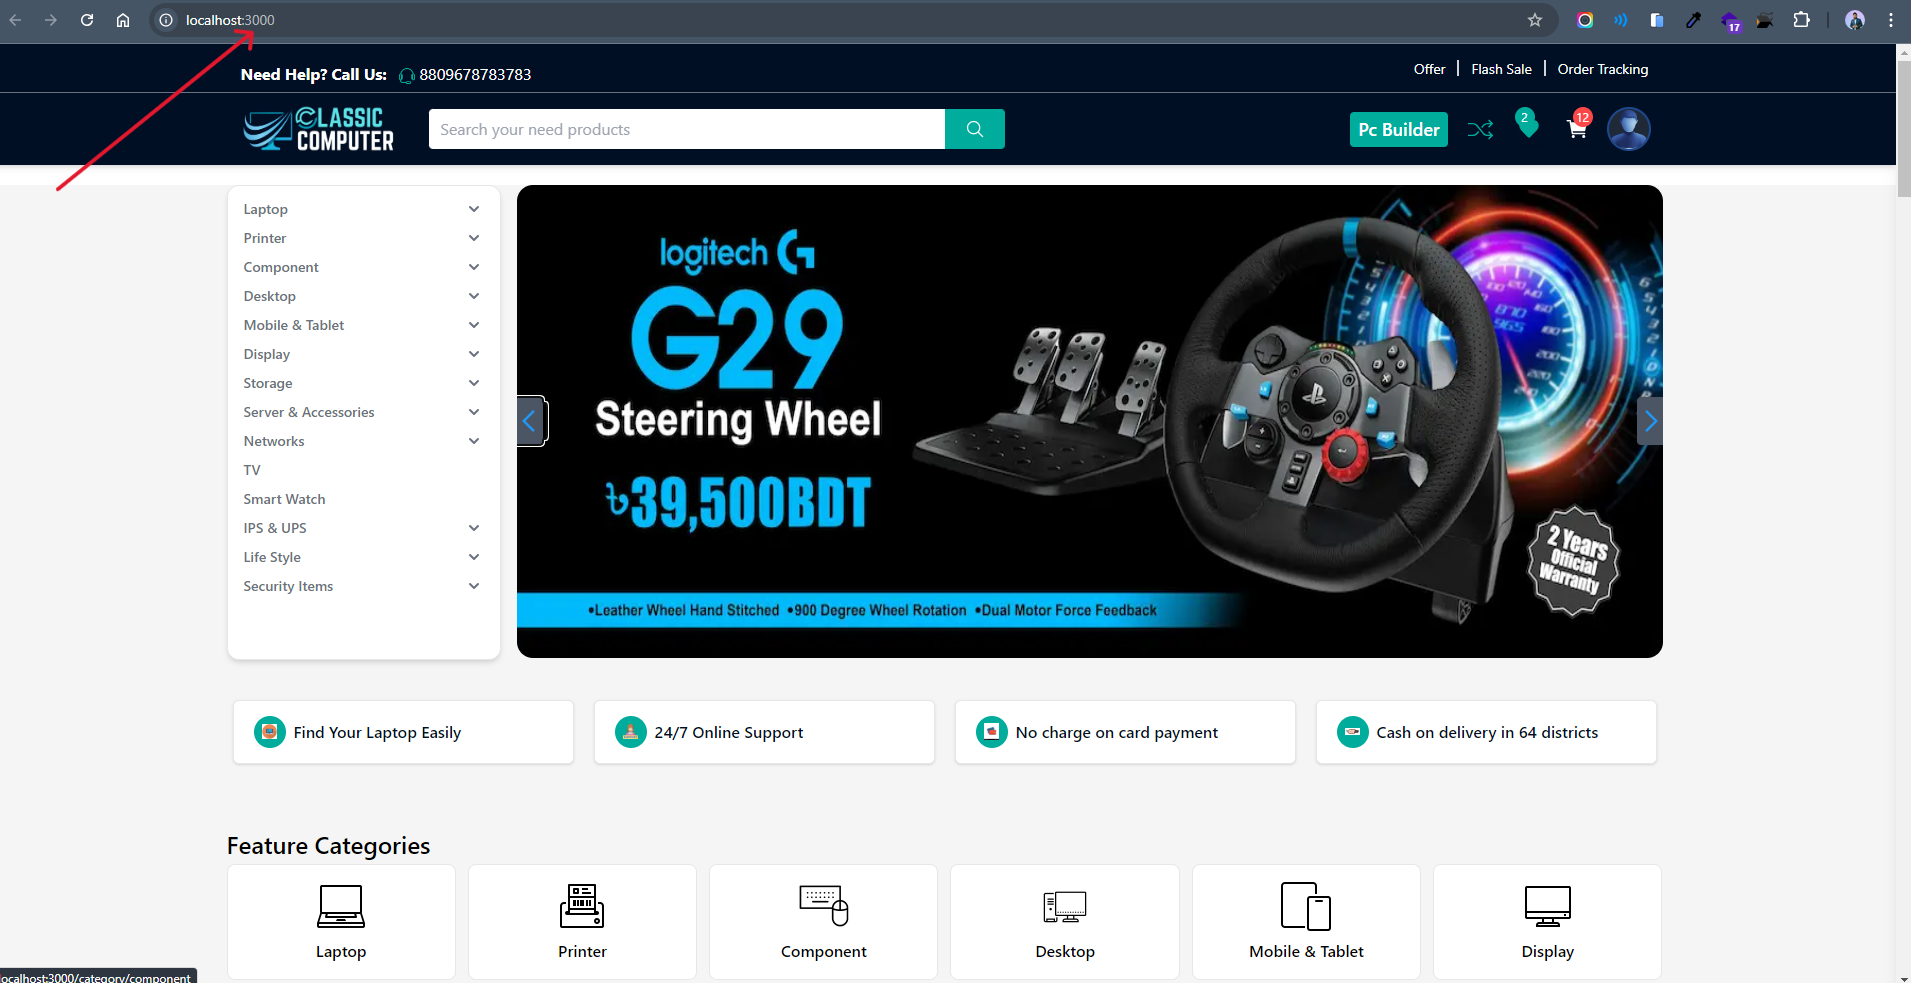 localhost:3000
17
Need Help? Call Us: 8809678783783
Offer
Flash Sale
Order Tracking
CLASSIC
COMPUTER
Search your need products
Pc Builder
2
12
Laptop
Printer
Component
Desktop
Mobile & Tablet
Display
Storage
Server & Accessories
Networks
TV
Smart Watch
IPS & UPS
Life Style
Security Items
logitech G
G29
Steering Wheel
৳39,500BDT
•Leather Wheel Hand Stitched •900 Degree Wheel Rotation •Dual Motor Force Feedback
2 Years
Official
Warranty
Find Your Laptop Easily
24/7 Online Support
No charge on card payment
Cash on delivery in 64 districts
Feature Categories
Laptop
Printer
Component
Desktop
Mobile & Tablet
Display
localhost:3000/category/component